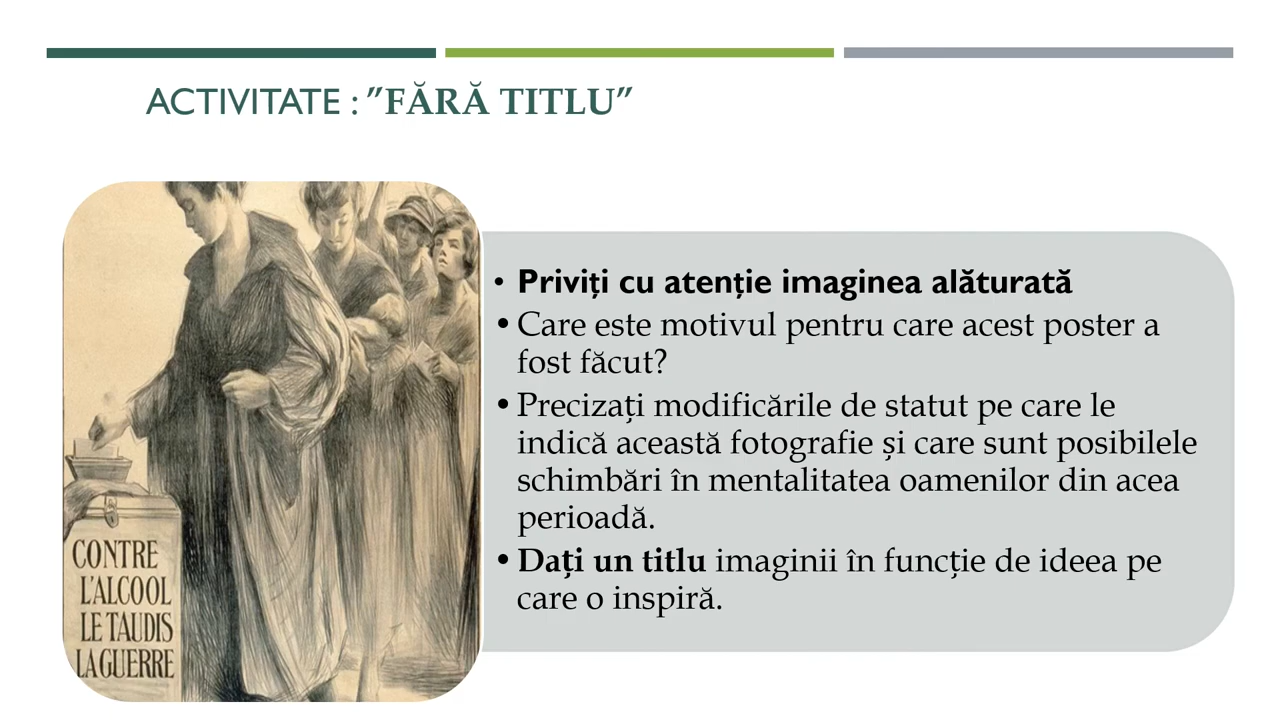 ACTIVITATE : ”FĂRĂ TITLU”
• Priviți cu atenție imaginea alăturată
• Care este motivul pentru care acest poster a
fost făcut?
• Precizați modificările de statut pe care le
indică această fotografie și care sunt posibilele
schimbări în mentalitatea oamenilor din acea
perioadă.
• Dați un titlu imaginii în funcție de ideea pe
care o inspiră.
CONTRE
L'ALCOOL
LE TAUDIS
LA GUERRE